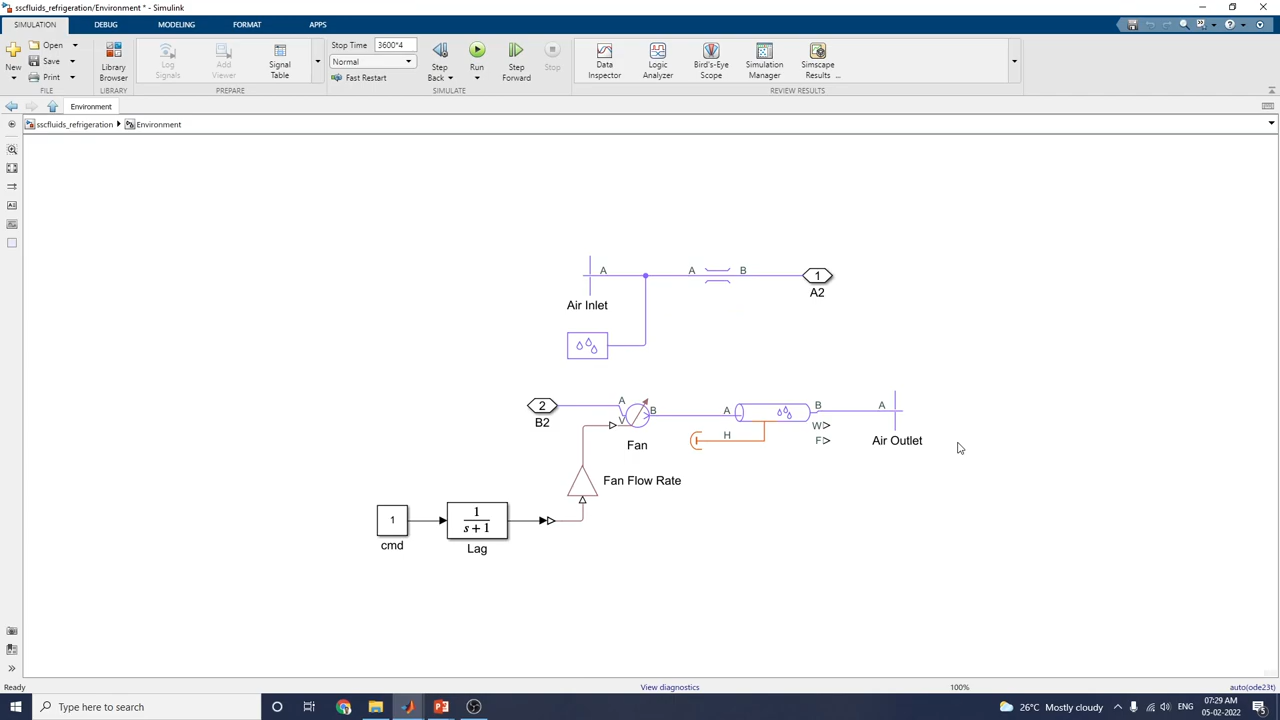 sscfluids_refrigeration/Environment * - Simulink
SIMULATION DEBUG MODELING FORMAT APPS
New
Open
Save
Print
FILE
Library Browser
LIBRARY
Log Signals
Add Viewer
Signal Table
PREPARE
Stop Time 3600*4
Normal
Fast Restart
Step Back
Run
Step Forward
Stop
SIMULATE
Data Inspector
Logic Analyzer
Bird's-Eye Scope
Simulation Manager
Simscape Results ...
REVIEW RESULTS
Environment
sscfluids_refrigeration Environment
A
A B
1
Air Inlet
A2
2
B2
A
V
B
Fan
A
H
B
W
F
A
Air Outlet
Fan Flow Rate
1
cmd
1
s+1
Lag
Ready
View diagnostics
100%
auto(ode23t)
Type here to search
26°C Mostly cloudy
ENG
07:29 AM
05-02-2022
5